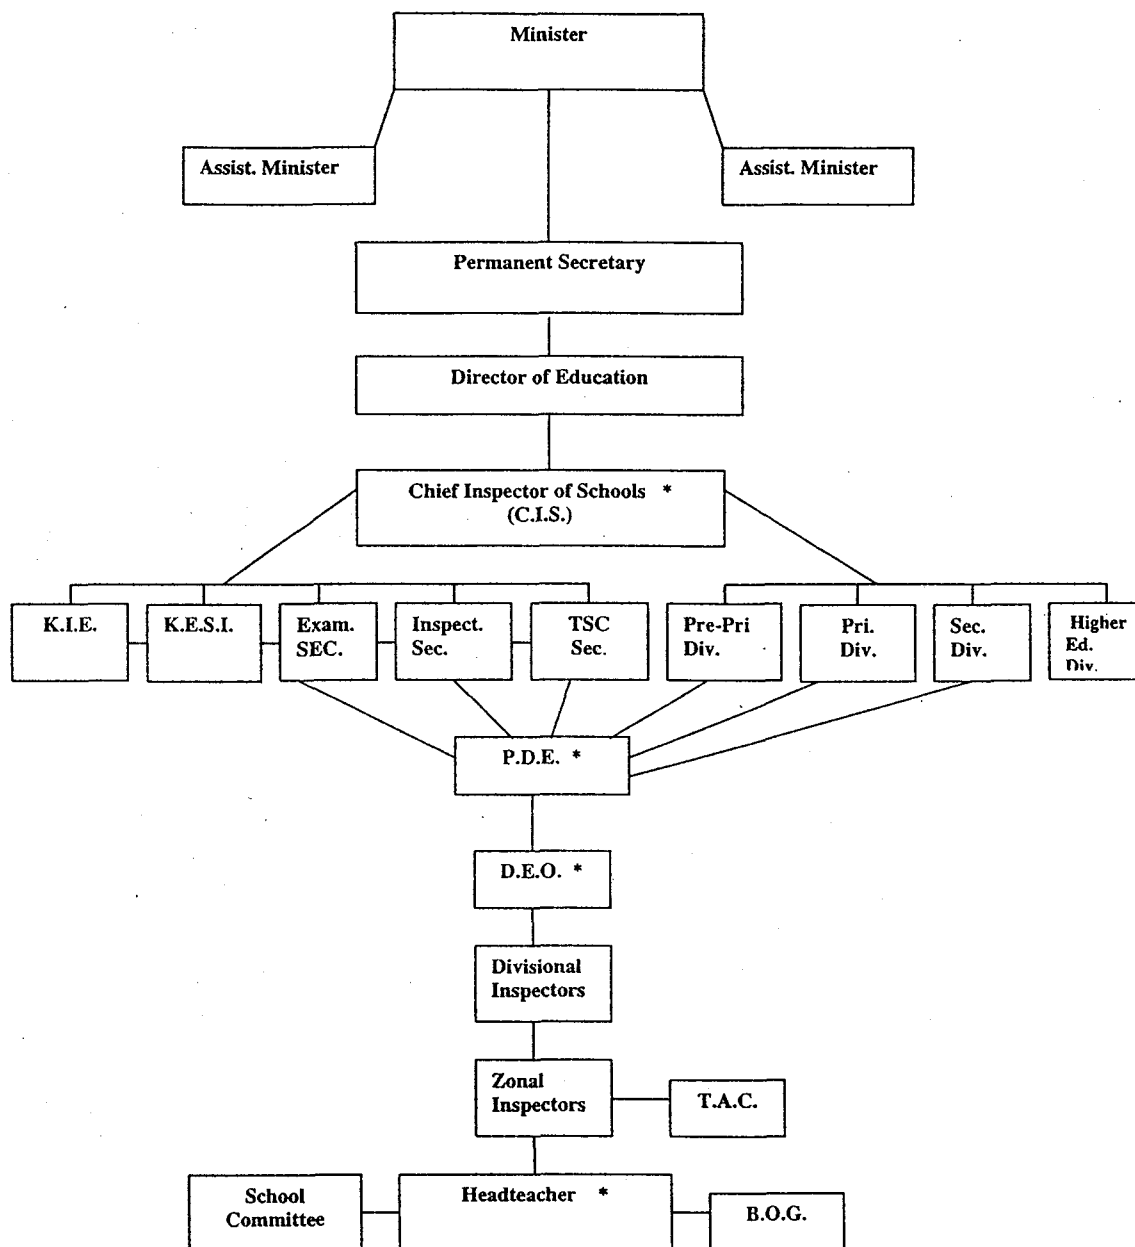 Minister
Assist. Minister
Assist. Minister
Permanent Secretary
Director of Education
Chief Inspector of Schools *
(C.I.S.)
K.I.E.
K.E.S.I.
Exam.
SEC.
Inspect.
Sec.
TSC
Sec.
Pre-Pri
Div.
Pri.
Div.
Sec.
Div.
Higher
Ed.
Div.
P.D.E. *
D.E.O. *
Divisional
Inspectors
Zonal
Inspectors
T.A.C.
School
Committee
Headteacher *
B.O.G.